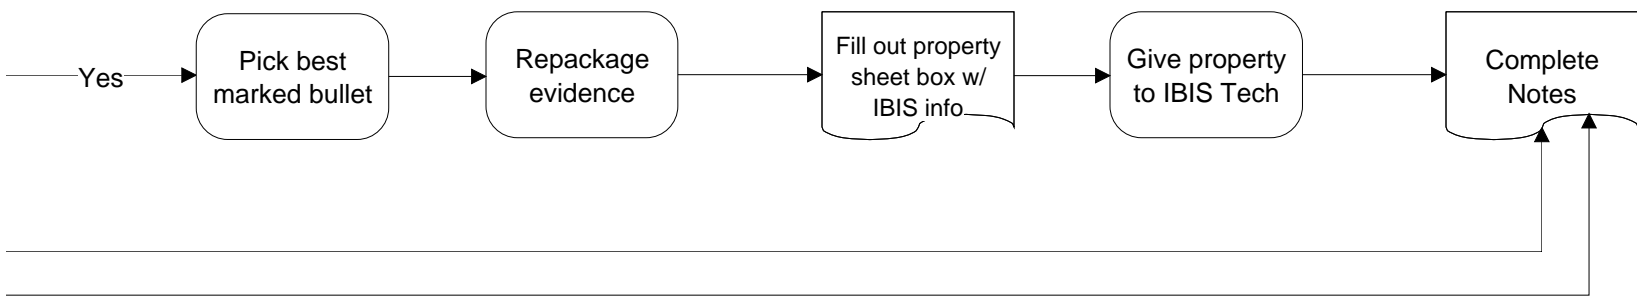 Yes
Pick best
marked bullet
Repackage
evidence
Fill out property
sheet box w/
IBIS info
Give property
to IBIS Tech
Complete
Notes